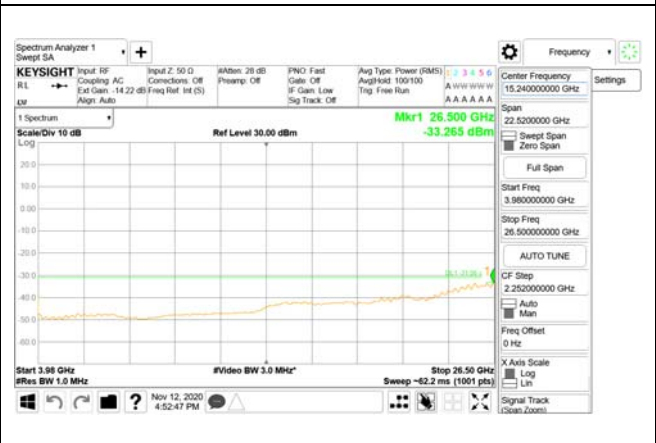 Spectrum Analyzer 1
Swept SA
+
Frequency
KEYSIGHT
RL
Input: RF
Coupling: AC
Ext Gain: -14.22 dB
Align: Auto
Input Z: 50 Ω
Corrections: Off
Freq Ref: Int (S)
#Atten: 28 dB
Preamp: Off
PNO: Fast
Gate: Off
IF Gain: Low
Sig Track: Off
Avg Type: Power (RMS)
Avg|Hold: 100/100
Trig: Free Run
1 2 3 4 5 6
A W W W W W
A A A A A A
1 Spectrum
Scale/Div 10 dB
Log
Ref Level 30.00 dBm
Mkr1 26.500 GHz
-33.265 dBm
20.0
10.0
0.00
-10.0
-20.0
-30.0
-40.0
-50.0
-60.0
1
Start 3.98 GHz
#Res BW 1.0 MHz
#Video BW 3.0 MHz*
Stop 26.50 GHz
Sweep ~62.2 ms (1001 pts)
Center Frequency
15.240000000 GHz
Settings
Span
22.5200000 GHz
Swept Span
Zero Span
Full Span
Start Freq
3.980000000 GHz
Stop Freq
26.500000000 GHz
AUTO TUNE
CF Step
2.252000000 GHz
Auto
Man
Freq Offset
0 Hz
X Axis Scale
Log
Lin
Signal Track
(Span Zoom)
?
Nov 12, 2020
4:52:47 PM